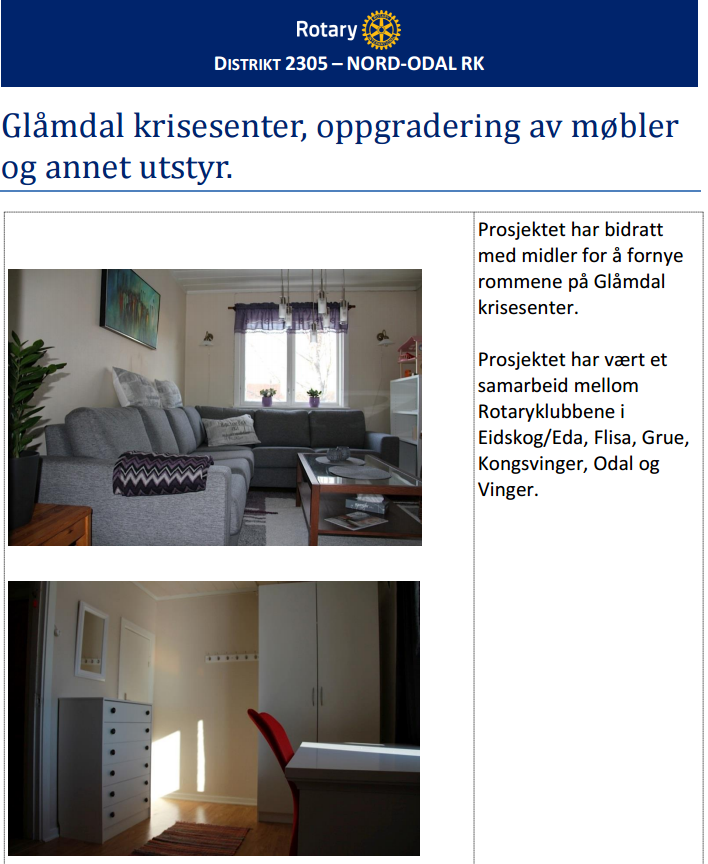 Rotary
DISTRIKT 2305 – NORD-ODAL RK
Glåmdal krisesenter, oppgradering av møbler
og annet utstyr.
Prosjektet har bidratt
med midler for å fornye
rommene på Glåmdal
krisesenter.
Prosjektet har vært et
samarbeid mellom
Rotaryklubbene i
Eidskog/Eda, Flisa, Grue,
Kongsvinger, Odal og
Vinger.